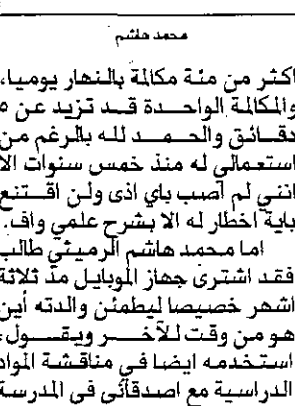 محمد هاشم
اكثر من مئة مكالمة بالنهار يوميا،
والمكالمة الواحدة قد تزيد عن ٥
دقائق والحمد لله بالرغم من
استعمالي له منذ خمس سنوات الا
انني لم اصب باي اذى ولن اقتنع
باية اخطار له الا بشرح علمي واف.
اما محمد هاشم الرميثي طالب
فقد اشترى جهاز الموبايل مذ ثلاثة
اشهر خصيصا ليطمئن والدته أين
هو من وقت للآخر ويقول:
استخدمه ايضا في مناقشة المواد
الدراسية مع اصدقائي في المدرسة